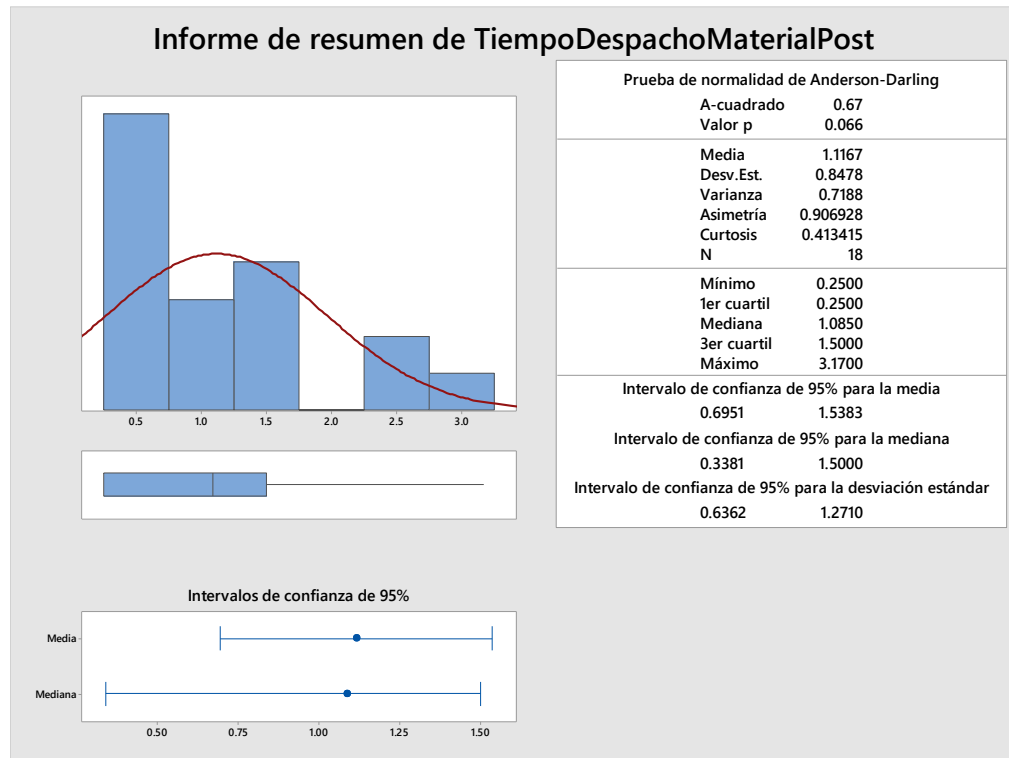 Informe de resumen de TiempoDespachoMaterialPost
0.5 1.0 1.5 2.0 2.5 3.0
Intervalos de confianza de 95%
Media
Mediana
0.50 0.75 1.00 1.25 1.50
Prueba de normalidad de Anderson-Darling
A-cuadrado 0.67
Valor p 0.066
Media 1.1167
Desv.Est. 0.8478
Varianza 0.7188
Asimetría 0.906928
Curtosis 0.413415
N 18
Mínimo 0.2500
1er cuartil 0.2500
Mediana 1.0850
3er cuartil 1.5000
Máximo 3.1700
Intervalo de confianza de 95% para la media
0.6951 1.5383
Intervalo de confianza de 95% para la mediana
0.3381 1.5000
Intervalo de confianza de 95% para la desviación estándar
0.6362 1.2710